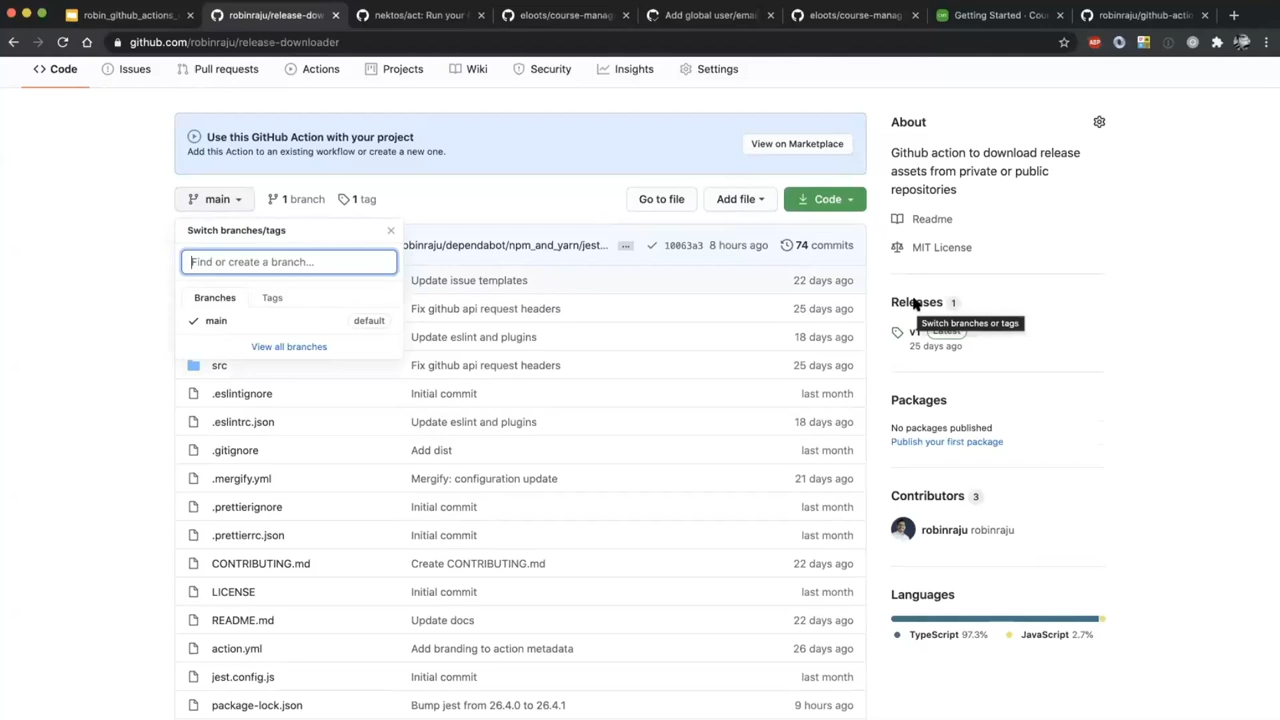 robin_github_actions_
robinraju/release-dow
nektos/act: Run your
eloots/course-manag
Add global user/emai
eloots/course-manag
Getting Started - Cou
robinraju/github-actio
github.com/robinraju/release-downloader
Code
Issues
Pull requests
Actions
Projects
Wiki
Security
Insights
Settings
Use this GitHub Action with your project
Add this Action to an existing workflow or create a new one.
View on Marketplace
main
1 branch
1 tag
Go to file
Add file
Code
Switch branches/tags
Find or create a branch...
Branches
Tags
main
default
View all branches
obinraju/dependabot/npm_and_yarn/jest...
10063a3
8 hours ago
74 commits
Update issue templates
22 days ago
Fix github api request headers
25 days ago
Update eslint and plugins
18 days ago
src
Fix github api request headers
25 days ago
.eslintignore
Initial commit
last month
.eslintrc.json
Update eslint and plugins
18 days ago
.gitignore
Add dist
last month
.mergify.yml
Mergify: configuration update
21 days ago
.prettierignore
Initial commit
last month
.prettierrc.json
Initial commit
last month
CONTRIBUTING.md
Create CONTRIBUTING.md
22 days ago
LICENSE
Initial commit
last month
README.md
Update docs
22 days ago
action.yml
Add branding to action metadata
26 days ago
jest.config.js
Initial commit
last month
package-lock.json
Bump jest from 26.4.0 to 26.4.1
9 hours ago
About
Github action to download release
assets from private or public
repositories
Readme
MIT License
Releases 1
Switch branches or tags
v1
Latest
25 days ago
Packages
No packages published
Publish your first package
Contributors 3
robinraju robinraju
Languages
TypeScript 97.3%
JavaScript 2.7%